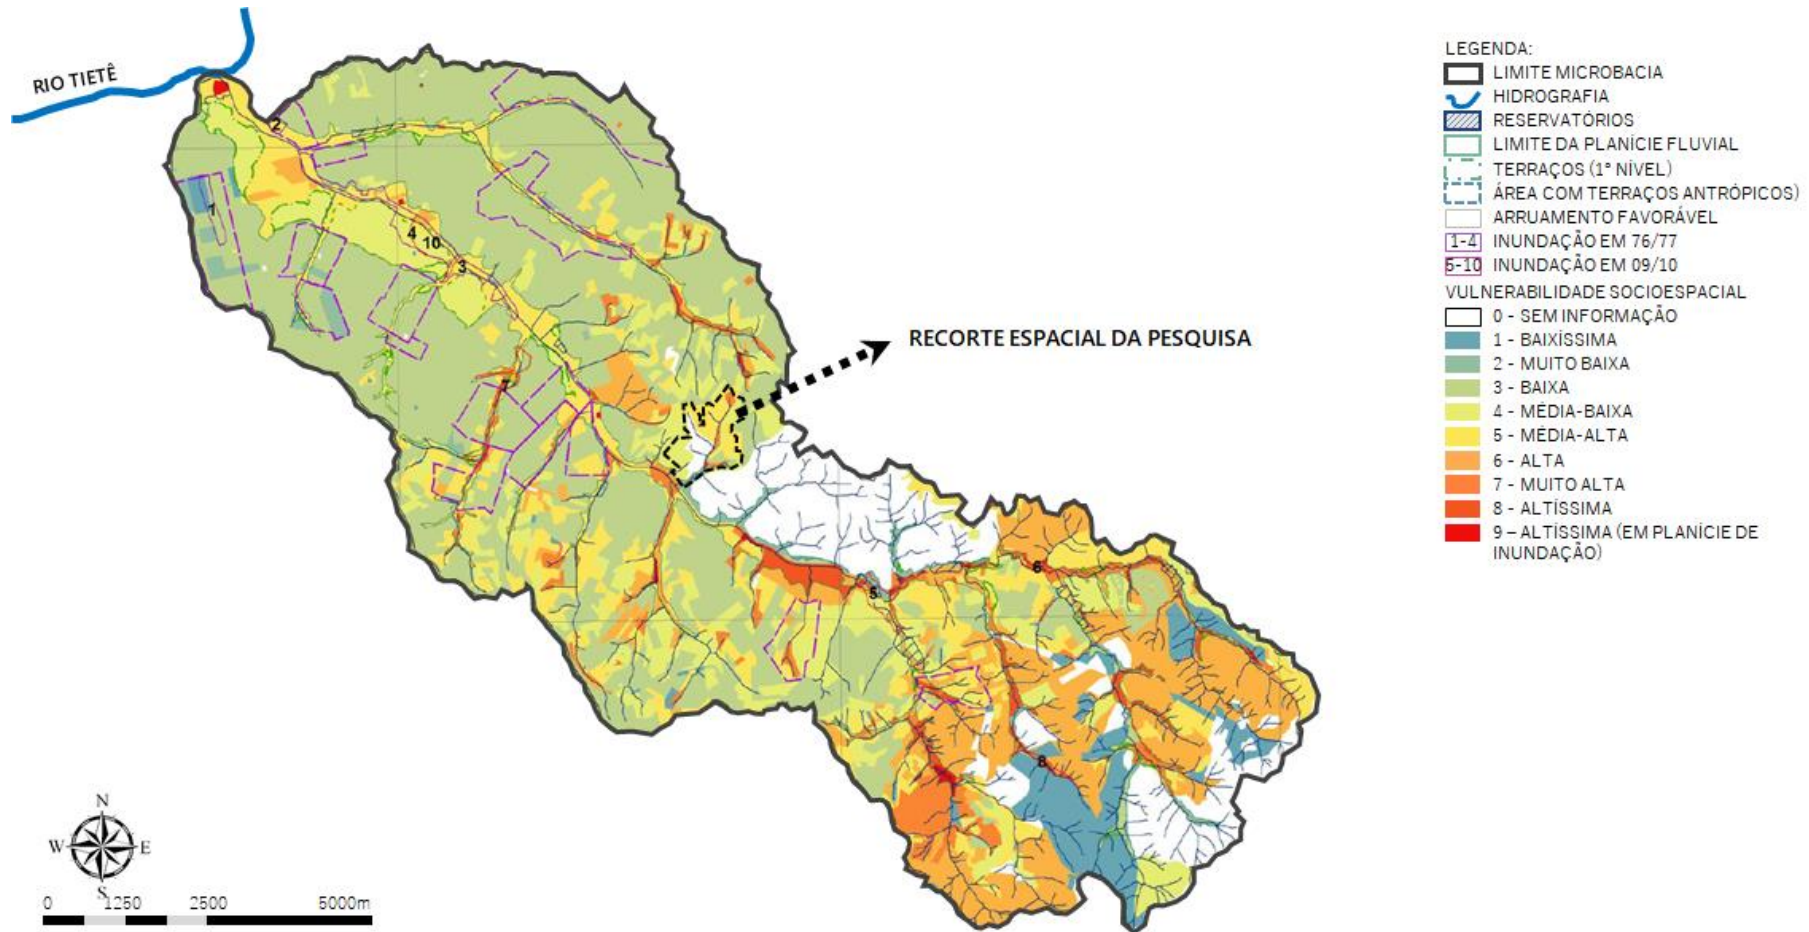 RIO TIETÊ
2
1
4
10
3
7
RECORTE ESPACIAL DA PESQUISA
5
6
8
N
W E
S
0 1250 2500 5000m
LEGENDA:
LIMITE MICROBACIA
HIDROGRAFIA
RESERVATÓRIOS
LIMITE DA PLANÍCIE FLUVIAL
TERRAÇOS (1° NÍVEL)
ÁREA COM TERRAÇOS ANTRÓPICOS)
ARRUAMENTO FAVORÁVEL
1-4 INUNDAÇÃO EM 76/77
5-10 INUNDAÇÃO EM 09/10
VULNERABILIDADE SOCIOESPACIAL
0 - SEM INFORMAÇÃO
1 - BAIXÍSSIMA
2 - MUITO BAIXA
3 - BAIXA
4 - MÉDIA-BAIXA
5 - MÉDIA-ALTA
6 - ALTA
7 - MUITO ALTA
8 - ALTÍSSIMA
9 – ALTÍSSIMA (EM PLANÍCIE DE
INUNDAÇÃO)